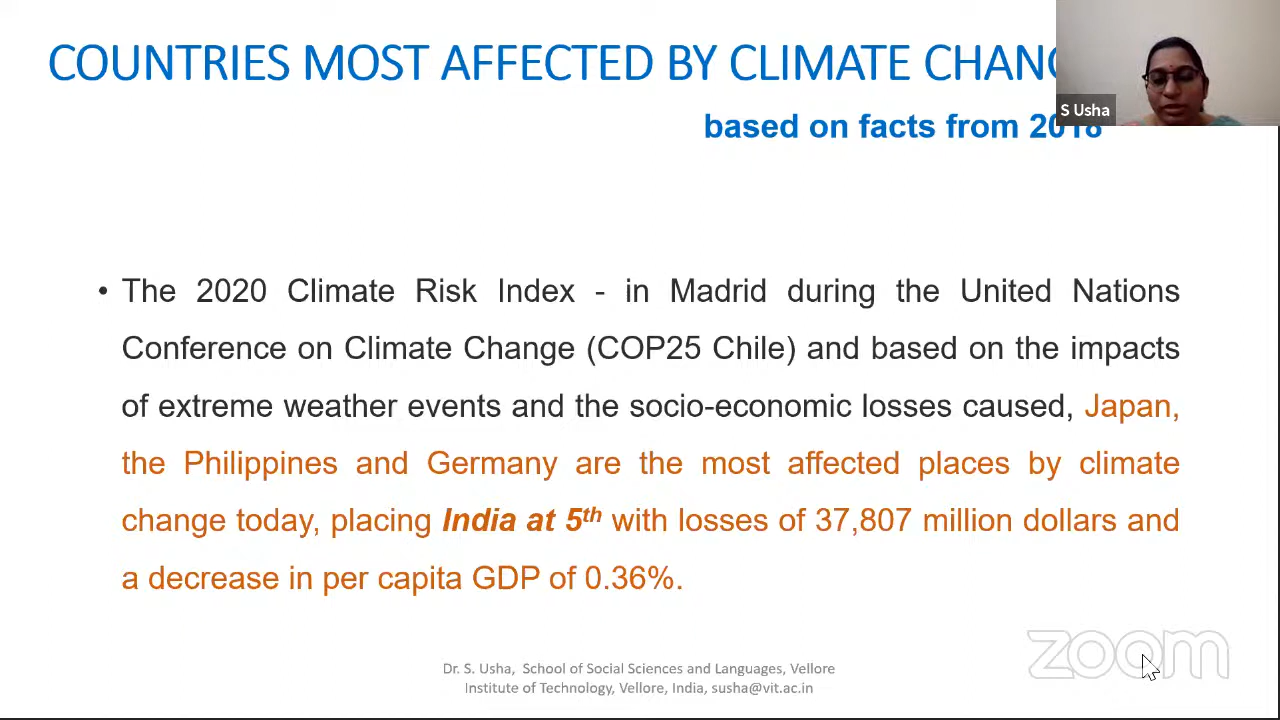 COUNTRIES MOST AFFECTED BY CLIMATE CHANG
S Usha
based on facts from 2018
• The 2020 Climate Risk Index - in Madrid during the United Nations
Conference on Climate Change (COP25 Chile) and based on the impacts
of extreme weather events and the socio-economic losses caused, Japan,
the Philippines and Germany are the most affected places by climate
change today, placing India at 5th with losses of 37,807 million dollars and
a decrease in per capita GDP of 0.36%.
zoom
Dr. S. Usha, School of Social Sciences and Languages, Vellore
Institute of Technology, Vellore, India, susha@vit.ac.in